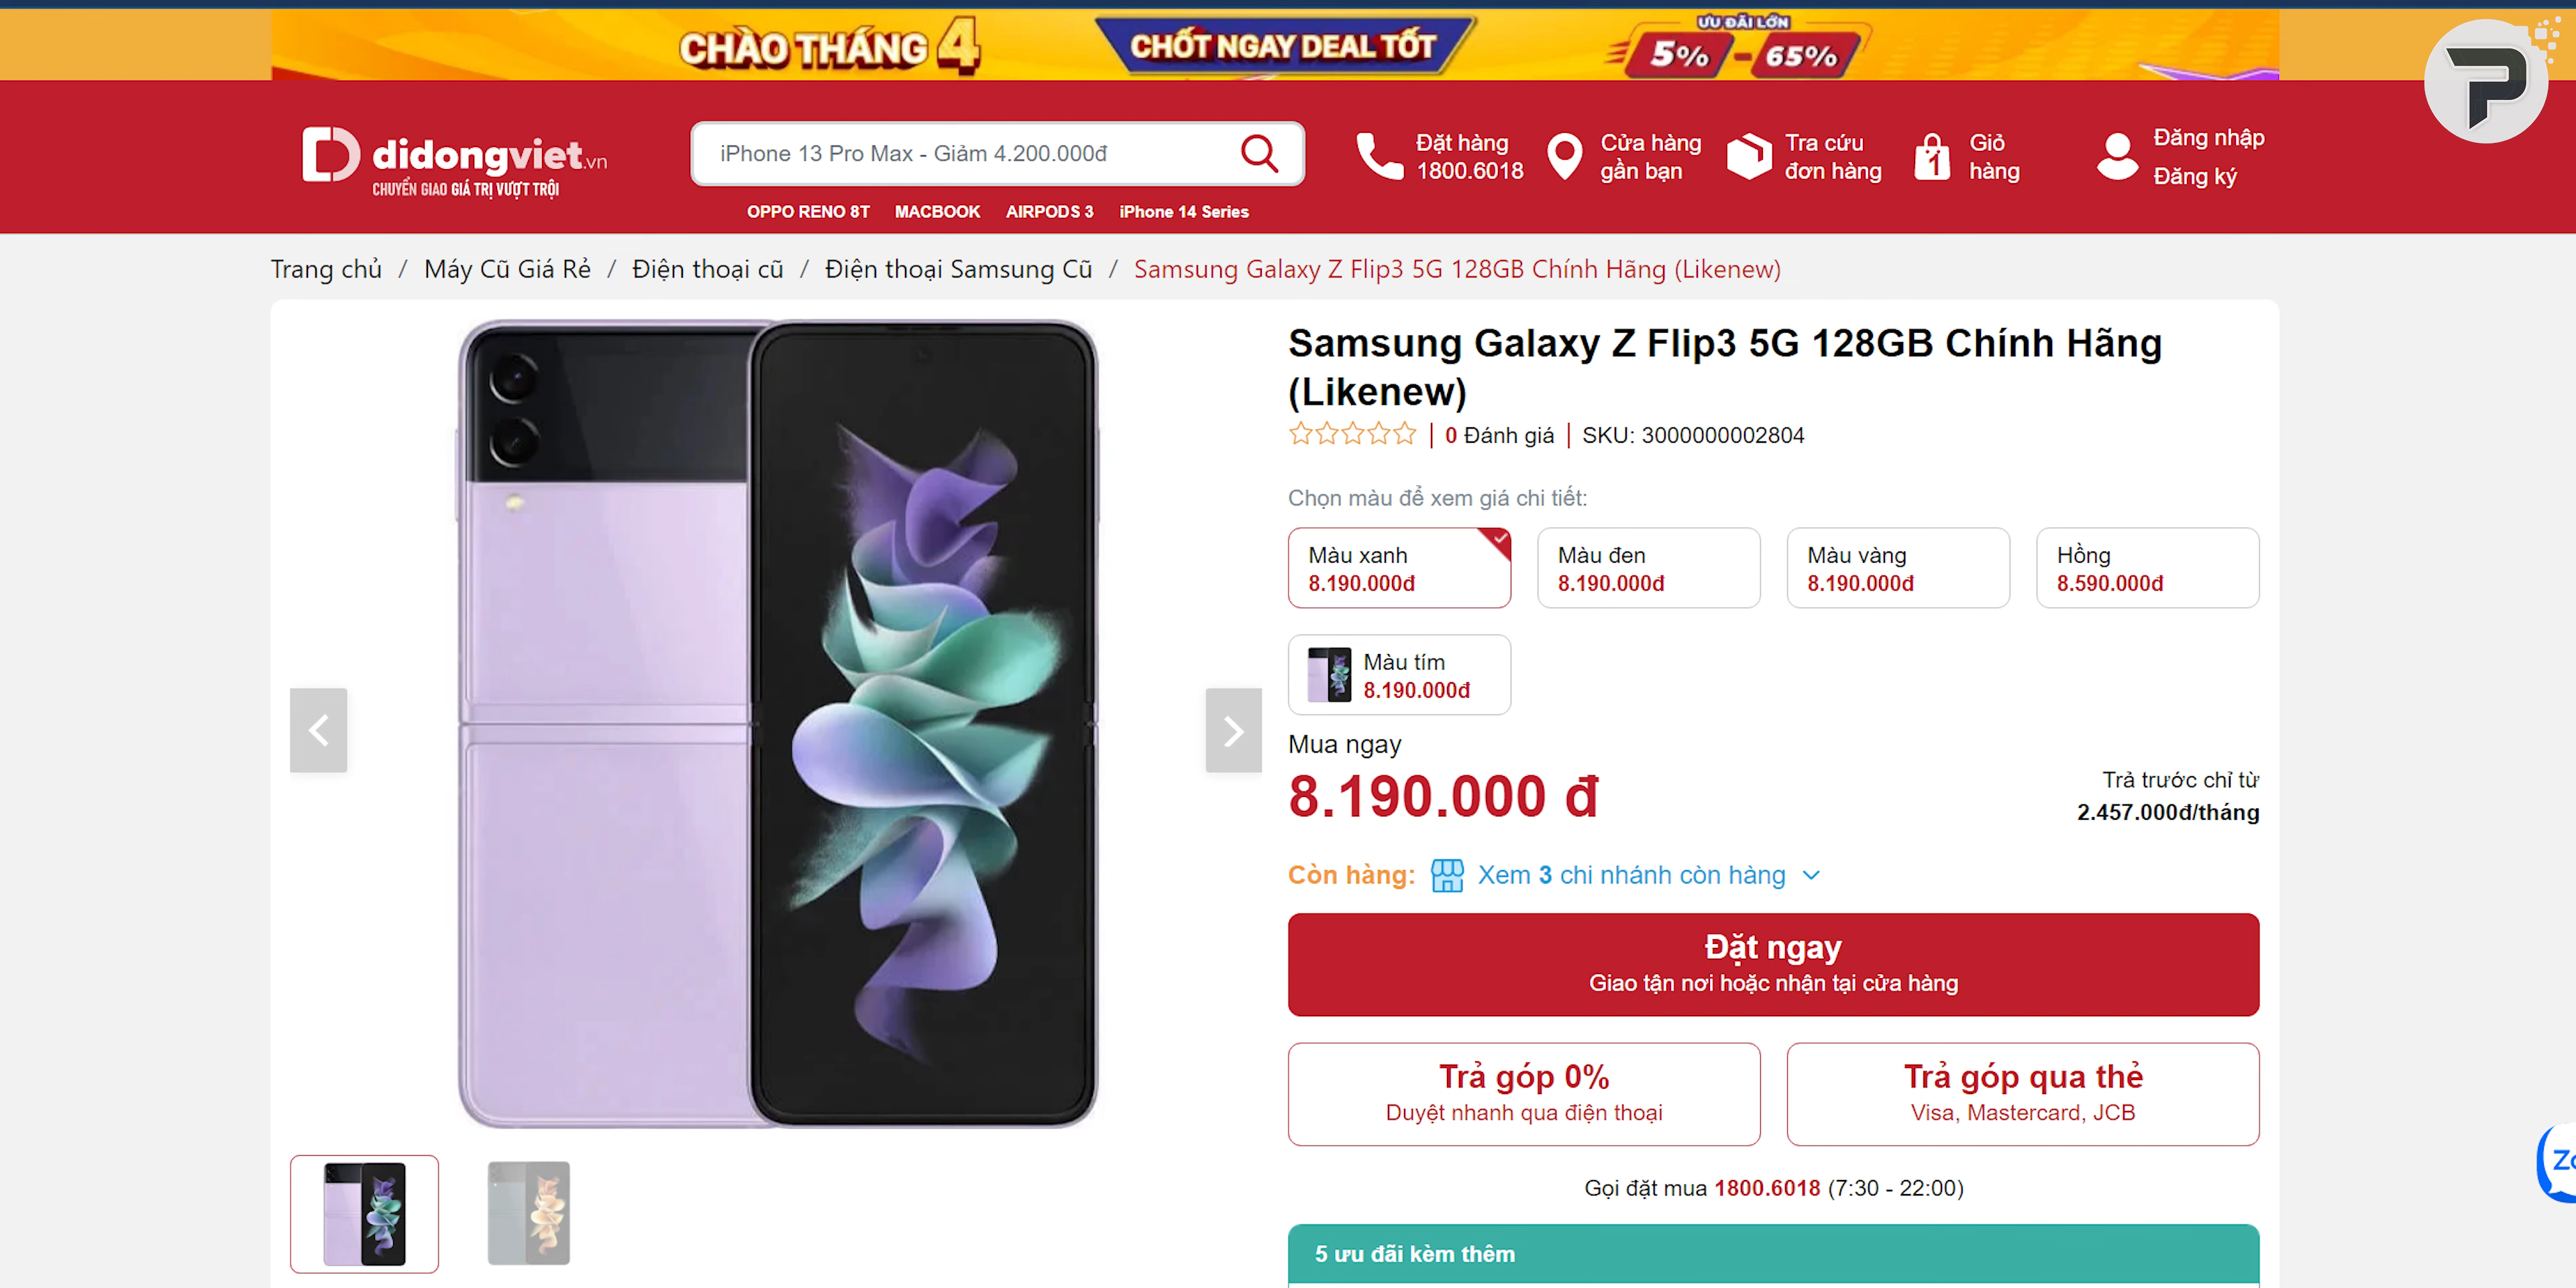 CHÀO THÁNG 4
CHỐT NGAY DEAL TỐT
ƯU ĐÃI LỚN
5% - 65%
P
didongviet.vn
CHUYỂN GIAO GIÁ TRỊ VƯỢT TRỘI
iPhone 13 Pro Max - Giảm 4.200.000đ
OPPO RENO 8T MACBOOK AIRPODS 3 iPhone 14 Series
Đặt hàng
1800.6018
Cửa hàng
gần bạn
Tra cứu
đơn hàng
1
Giỏ
hàng
Đăng nhập
Đăng ký
Trang chủ / Máy Cũ Giá Rẻ / Điện thoại cũ / Điện thoại Samsung Cũ / Samsung Galaxy Z Flip3 5G 128GB Chính Hãng (Likenew)
Samsung Galaxy Z Flip3 5G 128GB Chính Hãng
(Likenew)
0 Đánh giá | SKU: 3000000002804
Chọn màu để xem giá chi tiết:
Màu xanh
8.190.000đ
Màu đen
8.190.000đ
Màu vàng
8.190.000đ
Hồng
8.590.000đ
Màu tím
8.190.000đ
Mua ngay
8.190.000 đ
Trả trước chỉ từ
2.457.000đ/tháng
Còn hàng: Xem 3 chi nhánh còn hàng
Đặt ngay
Giao tận nơi hoặc nhận tại cửa hàng
Trả góp 0%
Duyệt nhanh qua điện thoại
Trả góp qua thẻ
Visa, Mastercard, JCB
Gọi đặt mua 1800.6018 (7:30 - 22:00)
5 ưu đãi kèm thêm